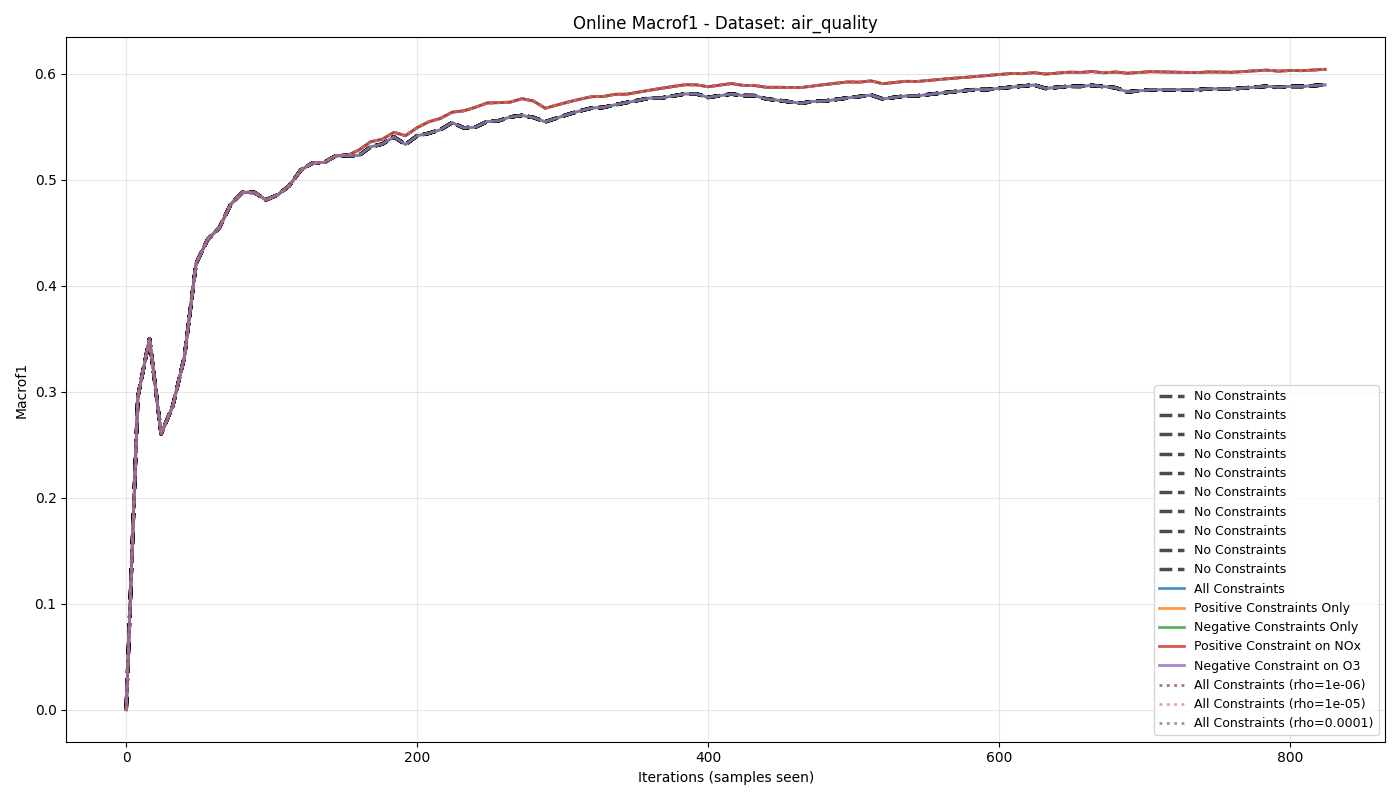 Online Macrof1 - Dataset: air_quality
0.6
0.5
0.4
0.3
0.2
0.1
0.0
Macrof1
No Constraints
No Constraints
No Constraints
No Constraints
No Constraints
No Constraints
No Constraints
No Constraints
No Constraints
No Constraints
All Constraints
Positive Constraints Only
Negative Constraints Only
Positive Constraint on NOx
Negative Constraint on O3
All Constraints (rho=1e-06)
All Constraints (rho=1e-05)
All Constraints (rho=0.0001)
0 200 400 600 800
Iterations (samples seen)